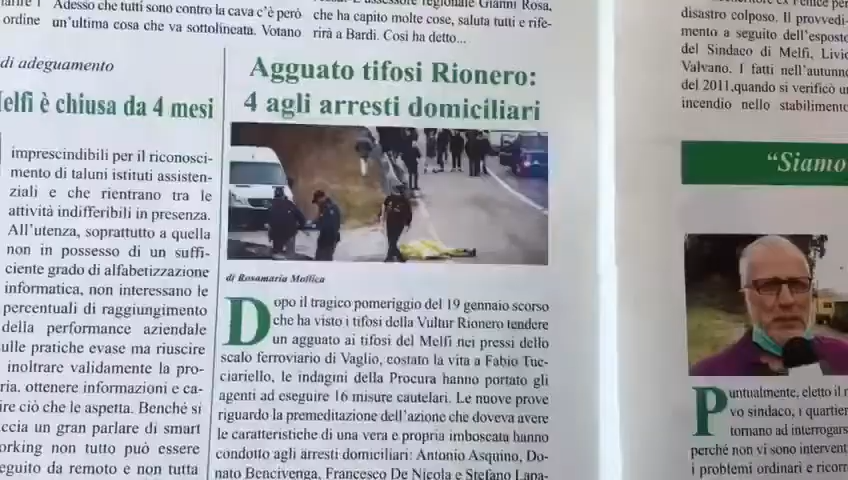 Adesso che tutti sono contro la cava c'è però
ordine
un'ultima cosa che va sottolineata. Votano
regionale Gianni Rosa,
che ha capito molte cose, saluta tutti e rife-
rirà a Bardi. Così ha detto...
di adeguamento
Melfi è chiusa da 4 mesi
imprescindibili per il riconosci-
mento di taluni istituti assisten-
ziali e che rientrano tra le
attività indifferibili in presenza.
All'utenza, soprattutto a quella
non in possesso di un suffi-
ciente grado di alfabetizzazione
informatica, non interessano le
percentuali di raggiungimento
della performance aziendale
sulle pratiche evase ma riuscire
inoltrare validamente la pro-
ria, ottenere informazioni e ca-
ire ciò che le aspetta. Benché si
ccia un gran parlare di smart
orking non tutto può essere
eguito da remoto e non tutta
Agguato tifosi Rionero:
4 agli arresti domiciliari
di Rosamaria Mollica
Dopo il tragico pomeriggio del 19 gennaio scorso
che ha visto i tifosi della Vultur Rionero tendere
un agguato ai tifosi del Melfi nei pressi dello
scalo ferroviario di Vaglio, costato la vita a Fabio Tuc-
ciariello, le indagini della Procura hanno portato gli
agenti ad eseguire 16 misure cautelari. Le nuove prove
riguardo la premeditazione dell'azione che doveva avere
le caratteristiche di una vera e propria imboscata hanno
condotto agli arresti domiciliari: Antonio Asquino, Do-
nato Bencivenga, Francesco De Nicola e Stefano Lapa-
disastro colposo. Il provvedi-
mento a seguito dell'esposto
del Sindaco di Melfi, Livio
Valvano. I fatti nell'autunno
del 2011,quando si verificò un
incendio nello stabilimento
"Siamo
Puntualmente, eletto il
vo sindaco, i quartier
tornano ad interrogars
perché non vi sono intervent
i problemi ordinari e ricorr